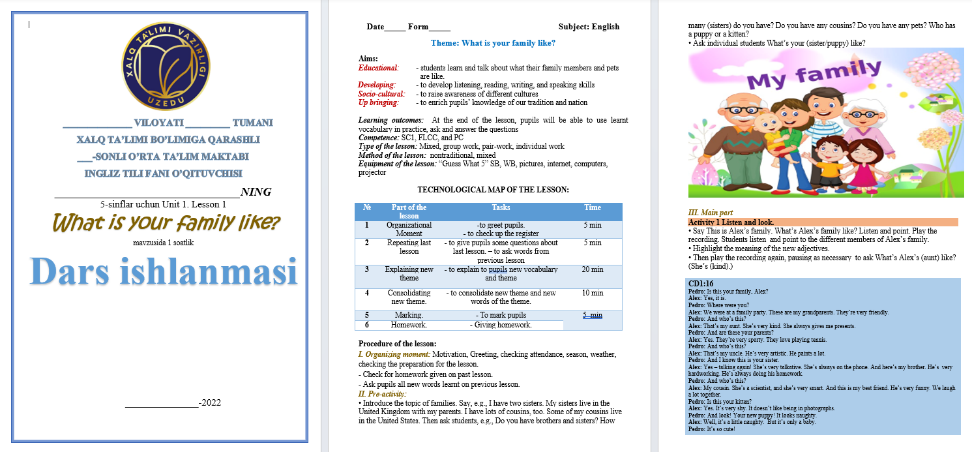 XALQ TA'LIMI VAZIRLIGI
UZEDU
____________ VILOYATI ________ TUMANI
XALQ TA'LIMI BO'LIMIGA QARASHLI
___-SONLI O'RTA TA'LIM MAKTABI
INGLIZ TILI FANI O'QITUVCHISI
____________________________NING
5-sinflar uchun Unit 1. Lesson 1
What is your family like?
mavzusida 1 soatlik
Dars ishlanmasi
_______________-2022
Date_____ Form_____ Subject: English
Theme: What is your family like?
Aims:
Educational: - students learn and talk about what their family members and pets
are like.
Developing: - to develop listening, reading, writing, and speaking skills
Socio-cultural: - to raise awareness of different cultures
Up bringing: - to enrich pupils' knowledge of our tradition and nation
Learning outcomes: At the end of the lesson, pupils will be able to use learnt
vocabulary in practice, ask and answer the questions
Competence: SC1, FLCC, and PC
Type of the lesson: Mixed, group work, pair-work, individual work
Method of the lesson: nontraditional, mixed
Equipment of the lesson: "Guess What 5" SB, WB, pictures, internet, computers,
projector
TECHNOLOGICAL MAP OF THE LESSON:
№ Part of the lesson Tasks Time
1 Organizational Moment -to greet pupils. - to check up the register 5 min
2 Repeating last lesson - to give pupils some questions about last lesson. – to ask words from previous lesson 5 min
3 Explaining new theme - to explain to pupils new vocabulary and theme 20 min
4 Consolidating new theme. - to consolidate new theme and new words of the theme. 10 min
5 Marking. - To mark pupils 5 min
6 Homework. - Giving homework.
Procedure of the lesson:
I. Organizing moment: Motivation, Greeting, checking attendance, season, weather,
checking the preparation for the lesson.
- Check for homework given on past lesson.
- Ask pupils all new words learnt on previous lesson.
II. Pre-activity:
• Introduce the topic of families. Say, e.g., I have two sisters. My sisters live in the
United Kingdom with my parents. I have lots of cousins, too. Some of my cousins live
in the United States. Then ask students, e.g., Do you have brothers and sisters? How
many (sisters) do you have? Do you have any cousins? Do you have any pets? Who has
a puppy or a kitten?
• Ask individual students What's your (sister/puppy) like?
My family
III. Main part
Activity 1 Listen and look.
• Say This is Alex's family. What's Alex's family like? Listen and point. Play the
recording. Students listen and point to the different members of Alex's family.
• Highlight the meaning of the new adjectives.
• Then play the recording again, pausing as necessary to ask What's Alex's (aunt) like?
(She's (kind).)
CD1:16
Pedro: Is this your family, Alex?
Alex: Yes, it is.
Pedro: Where were you?
Alex: We were at a family party. These are my grandparents. They're very friendly.
Pedro: And who's this?
Alex: That's my aunt. She's very kind. She always gives me presents.
Pedro: And are these your parents?
Alex: Yes. They're very sporty. They love playing tennis.
Pedro: And who's this?
Alex: That's my uncle. He's very artistic. He paints a lot.
Pedro: And I know this is your sister.
Alex: Yes – talking again! She's very talkative. She's always on the phone. And here's my brother. He's very
hardworking. He's always doing his homework.
Pedro: And who's this?
Alex: My cousin. She's a scientist, and she's very smart. And this is my best friend. He's very funny. We laugh
a lot together.
Pedro: Is this your kitten?
Alex: Yes. It's very shy. It doesn't like being in photographs.
Pedro: And look! Your new puppy! It looks naughty.
Alex: Well, it's a little naughty. But it's only a baby.
Pedro: It's so cute!